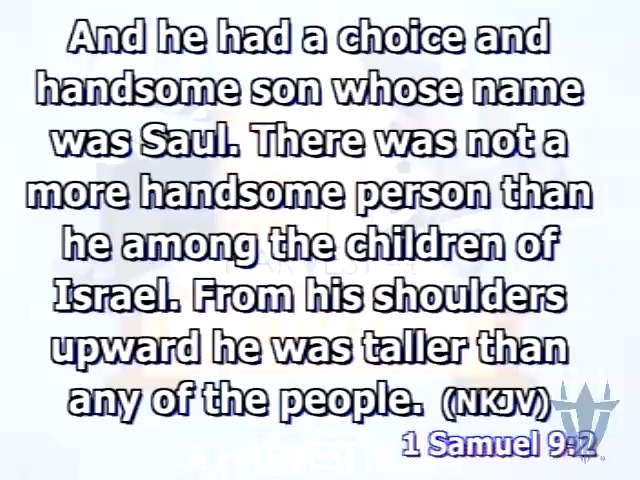 And he had a choice and
handsome son whose name
was Saul. There was not a
more handsome person than
he among the children of
Israel. From his shoulders
upward he was taller than
any of the people. (NKJV)
1 Samuel 9:2
HARVEST